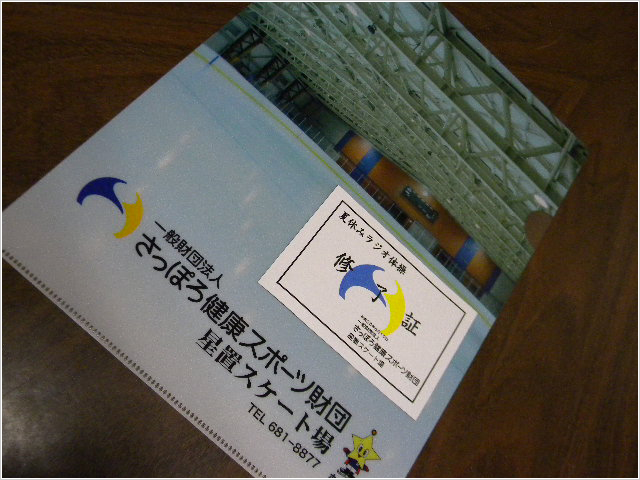 夏休みラジオ体操
修了証
さっぽろ健康スポーツ財団
星置スケート場
一般財団法人
さっぽろ健康スポーツ財団
星置スケート場
TEL 681-8877